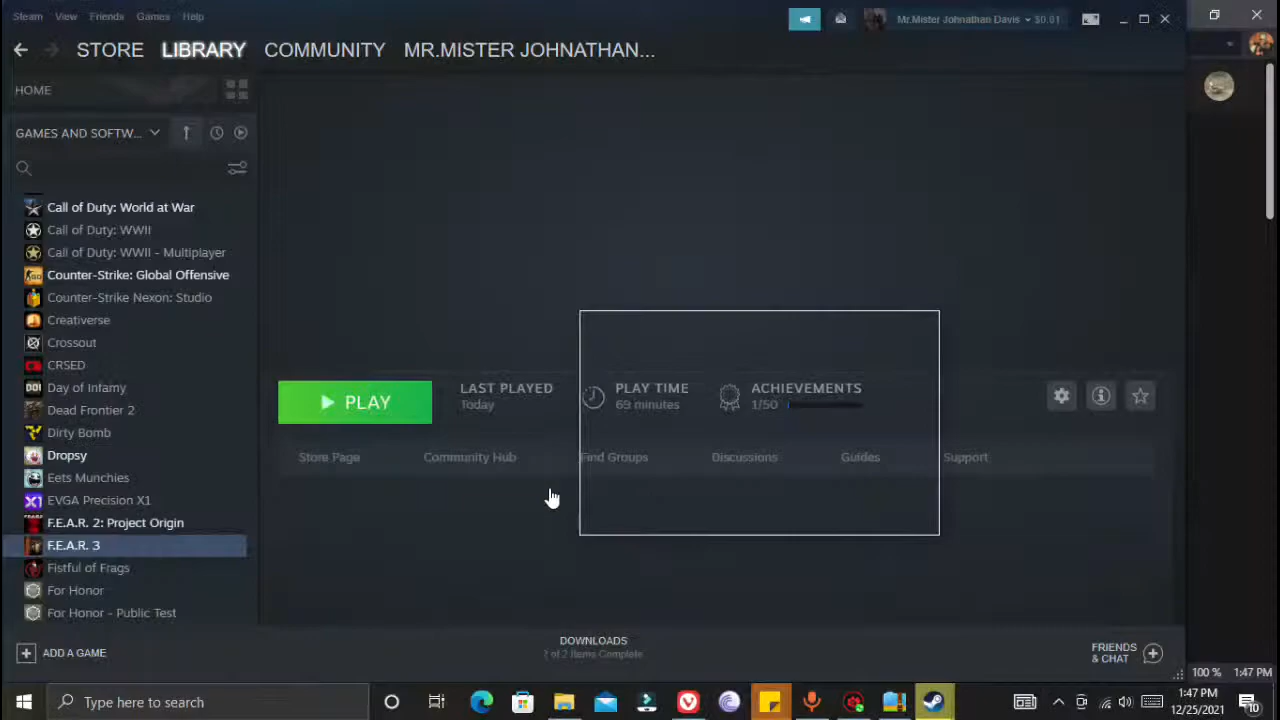 Steam View Friends Games Help
Mr.Mister Johnathan Davis $0.01
STORE LIBRARY COMMUNITY MR.MISTER JOHNATHAN...
HOME
GAMES AND SOFTW...
Call of Duty: World at War
Call of Duty: WWII
Call of Duty: WWII - Multiplayer
Counter-Strike: Global Offensive
Counter-Strike Nexon: Studio
Creativerse
Crossout
CRSED
Day of Infamy
Dead Frontier 2
Dirty Bomb
Dropsy
Eets Munchies
EVGA Precision X1
F.E.A.R. 2: Project Origin
F.E.A.R. 3
Fistful of Frags
For Honor
For Honor - Public Test
PLAY
LAST PLAYED
Today
PLAY TIME
69 minutes
ACHIEVEMENTS
1/50
Store Page Community Hub Find Groups Discussions Guides Support
ADD A GAME
DOWNLOADS
2 of 2 Items Complete
FRIENDS
& CHAT
100 % 1:47 PM
Type here to search
1:47 PM
12/25/2021
10